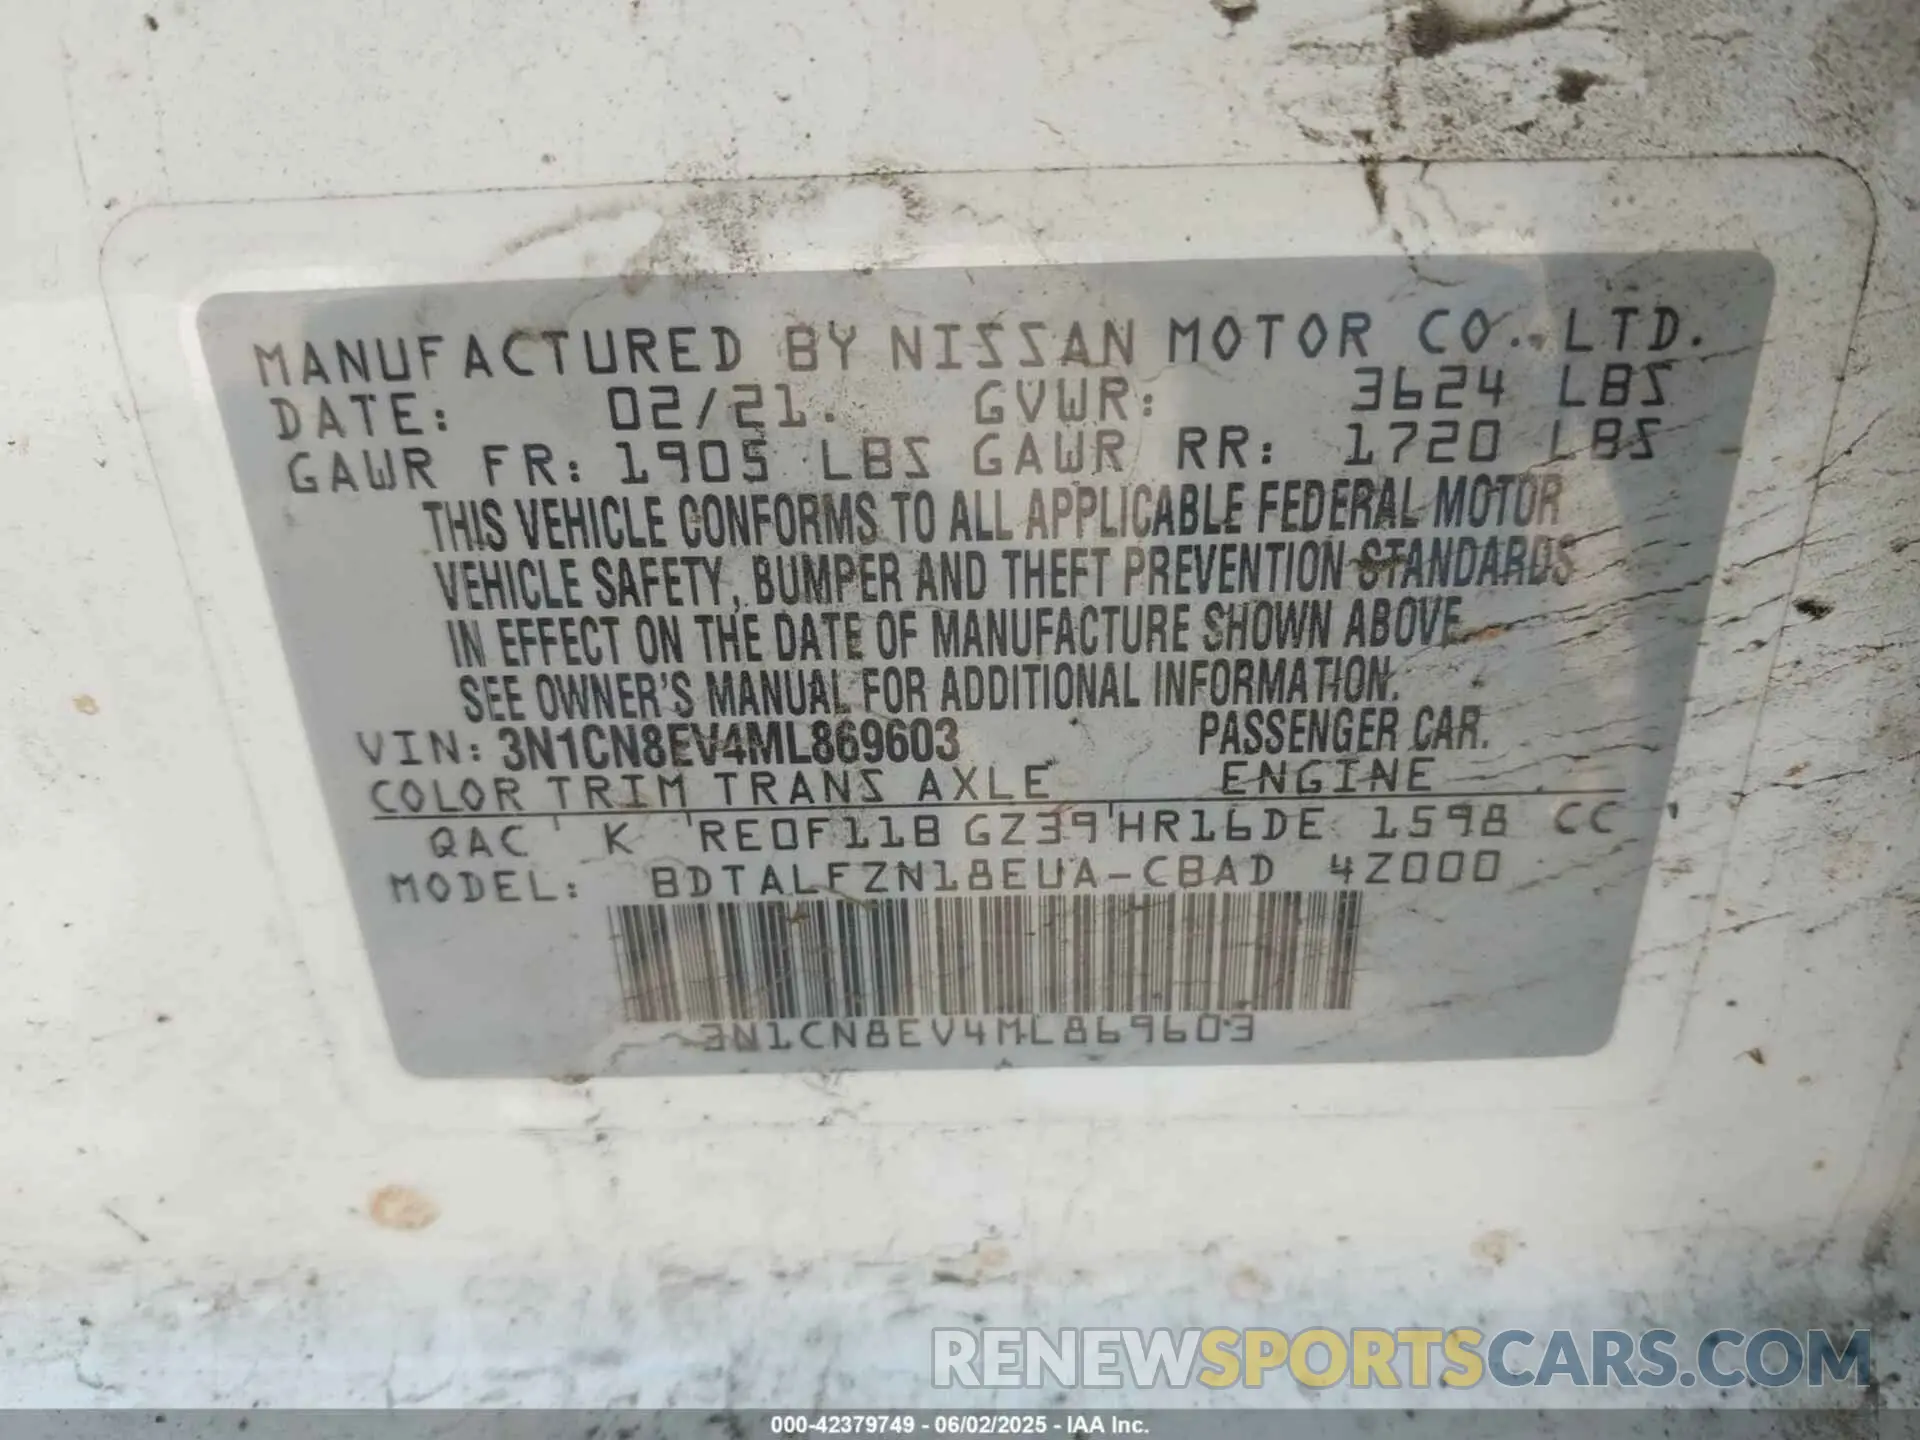 MANUFACTURED BY NISSAN MOTOR CO., LTD.
DATE: 02/21. GVWR: 3624 LBS
GAWR FR: 1905 LBS GAWR RR: 1720 LBS
THIS VEHICLE CONFORMS TO ALL APPLICABLE FEDERAL MOTOR
VEHICLE SAFETY, BUMPER AND THEFT PREVENTION STANDARDS
IN EFFECT ON THE DATE OF MANUFACTURE SHOWN ABOVE.
SEE OWNER'S MANUAL FOR ADDITIONAL INFORMATION.
VIN: 3N1CN8EV4ML869603 PASSENGER CAR.
COLOR TRIM TRANS AXLE ENGINE
QAC K RE0F11B GZ39 HR16DE 1598 CC
MODEL: BDTALFZN18EUA-CBAD 4Z000
3N1CN8EV4ML869603
RENEWSPORTSCARS.COM
000-42379749 - 06/02/2025 - IAA Inc.